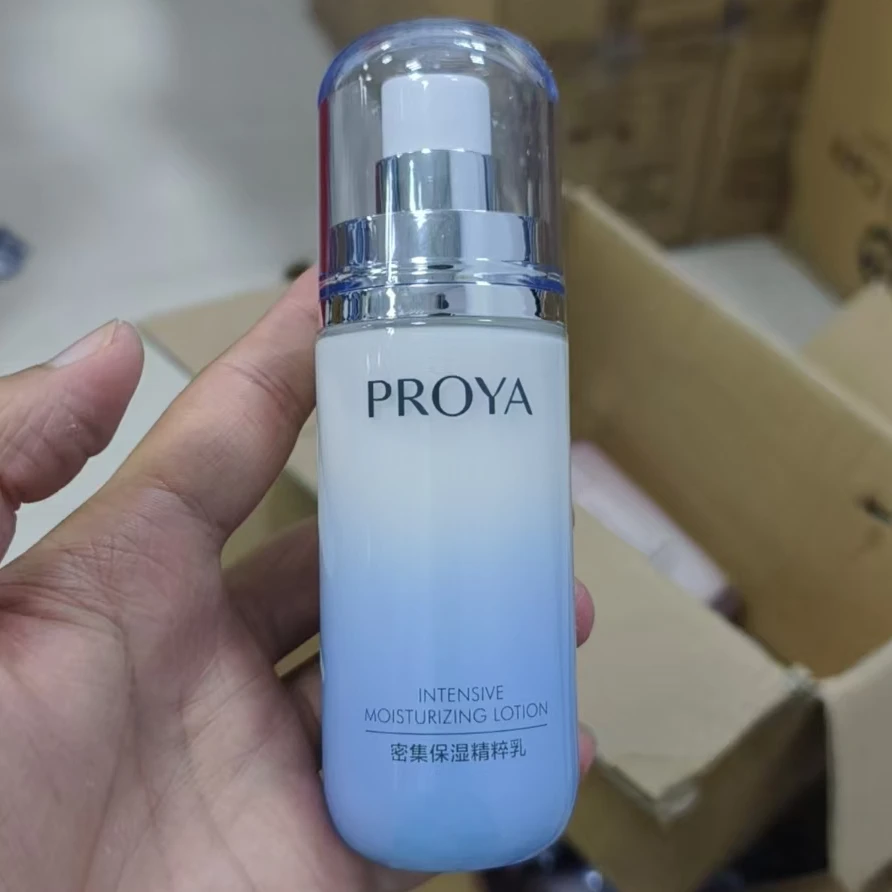 PROYA
INTENSIVE
MOISTURIZING LOTION
密集保湿精粹乳